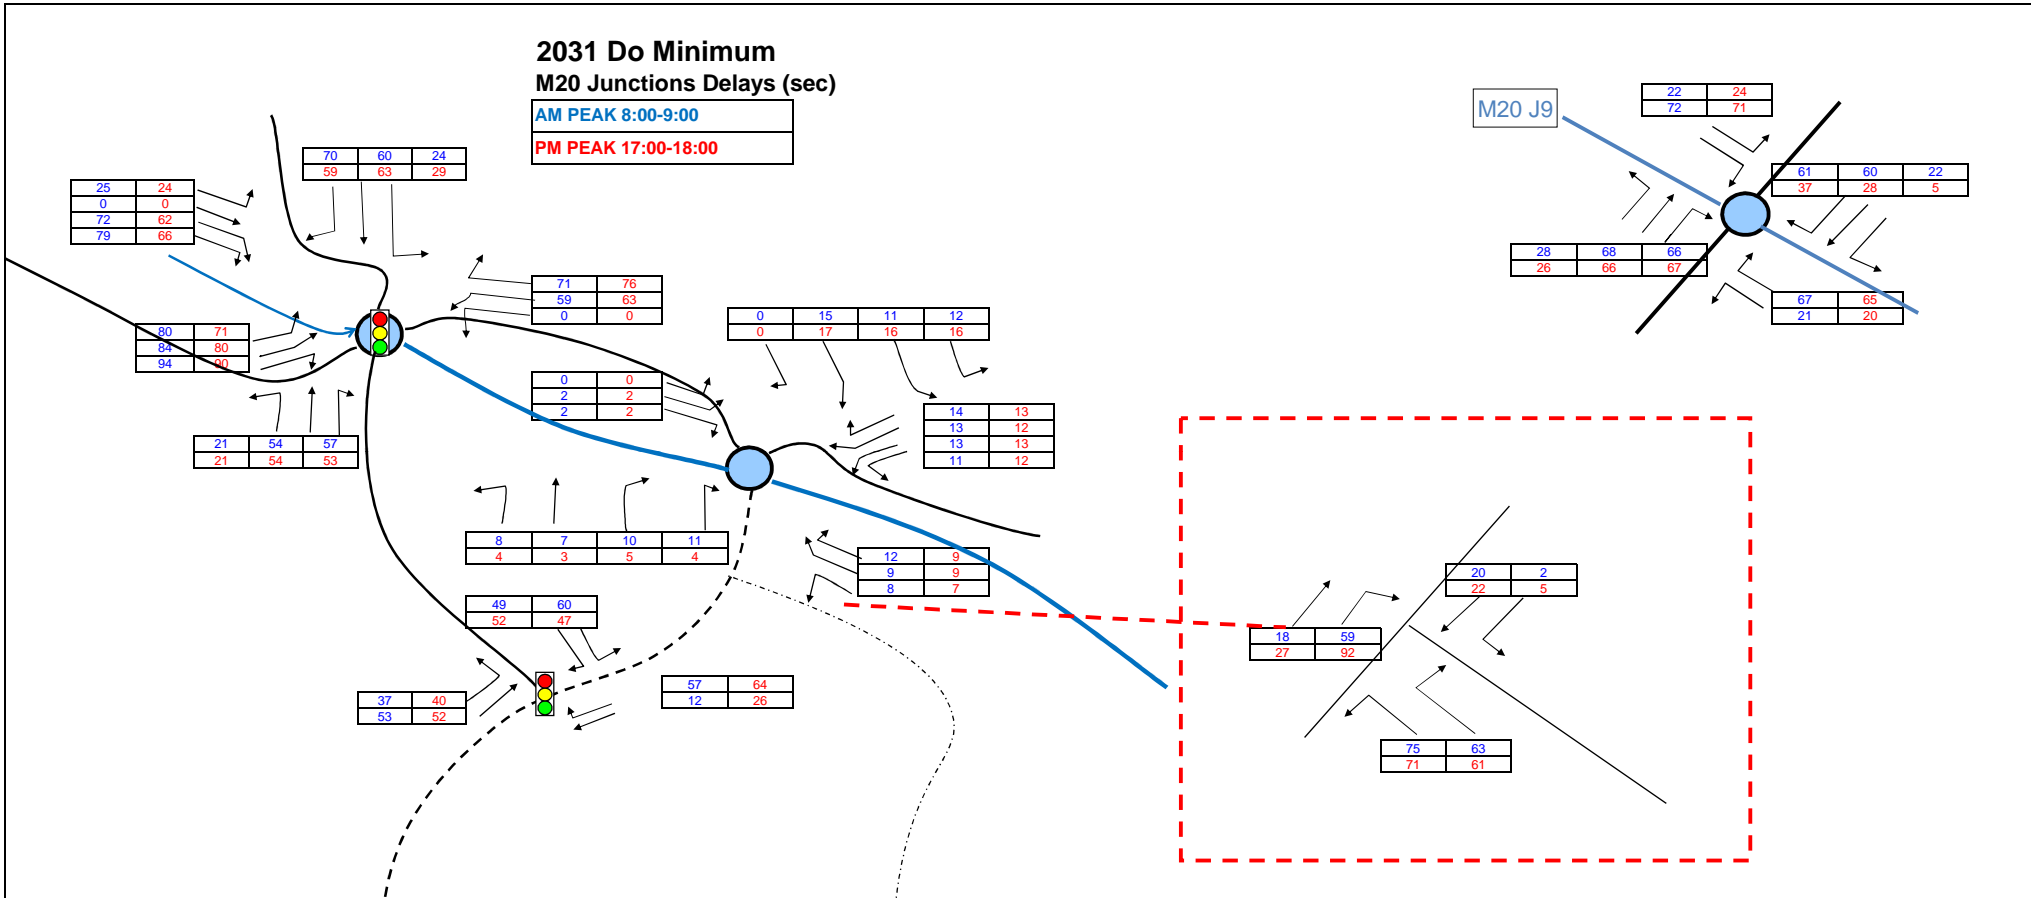 2031 Do Minimum
M20 Junctions Delays (sec)
AM PEAK 8:00-9:00
PM PEAK 17:00-18:00
M20 J9
22 24
72 71
61 60 22
37 28 5
28 68 66
26 66 67
67 65
21 20
70 60 24
59 63 29
25 24
0 0
72 62
79 66
71 76
59 63
0 0
80 71
84 80
94 90
21 54 57
21 54 53
0 15 11 12
0 17 16 16
0 0
2 2
2 2
14 13
13 12
13 13
11 12
8 7 10 11
4 3 5 4
12 9
9 9
8 7
49 60
52 47
37 40
53 52
57 64
12 26
20 2
22 5
18 59
27 92
75 63
71 61